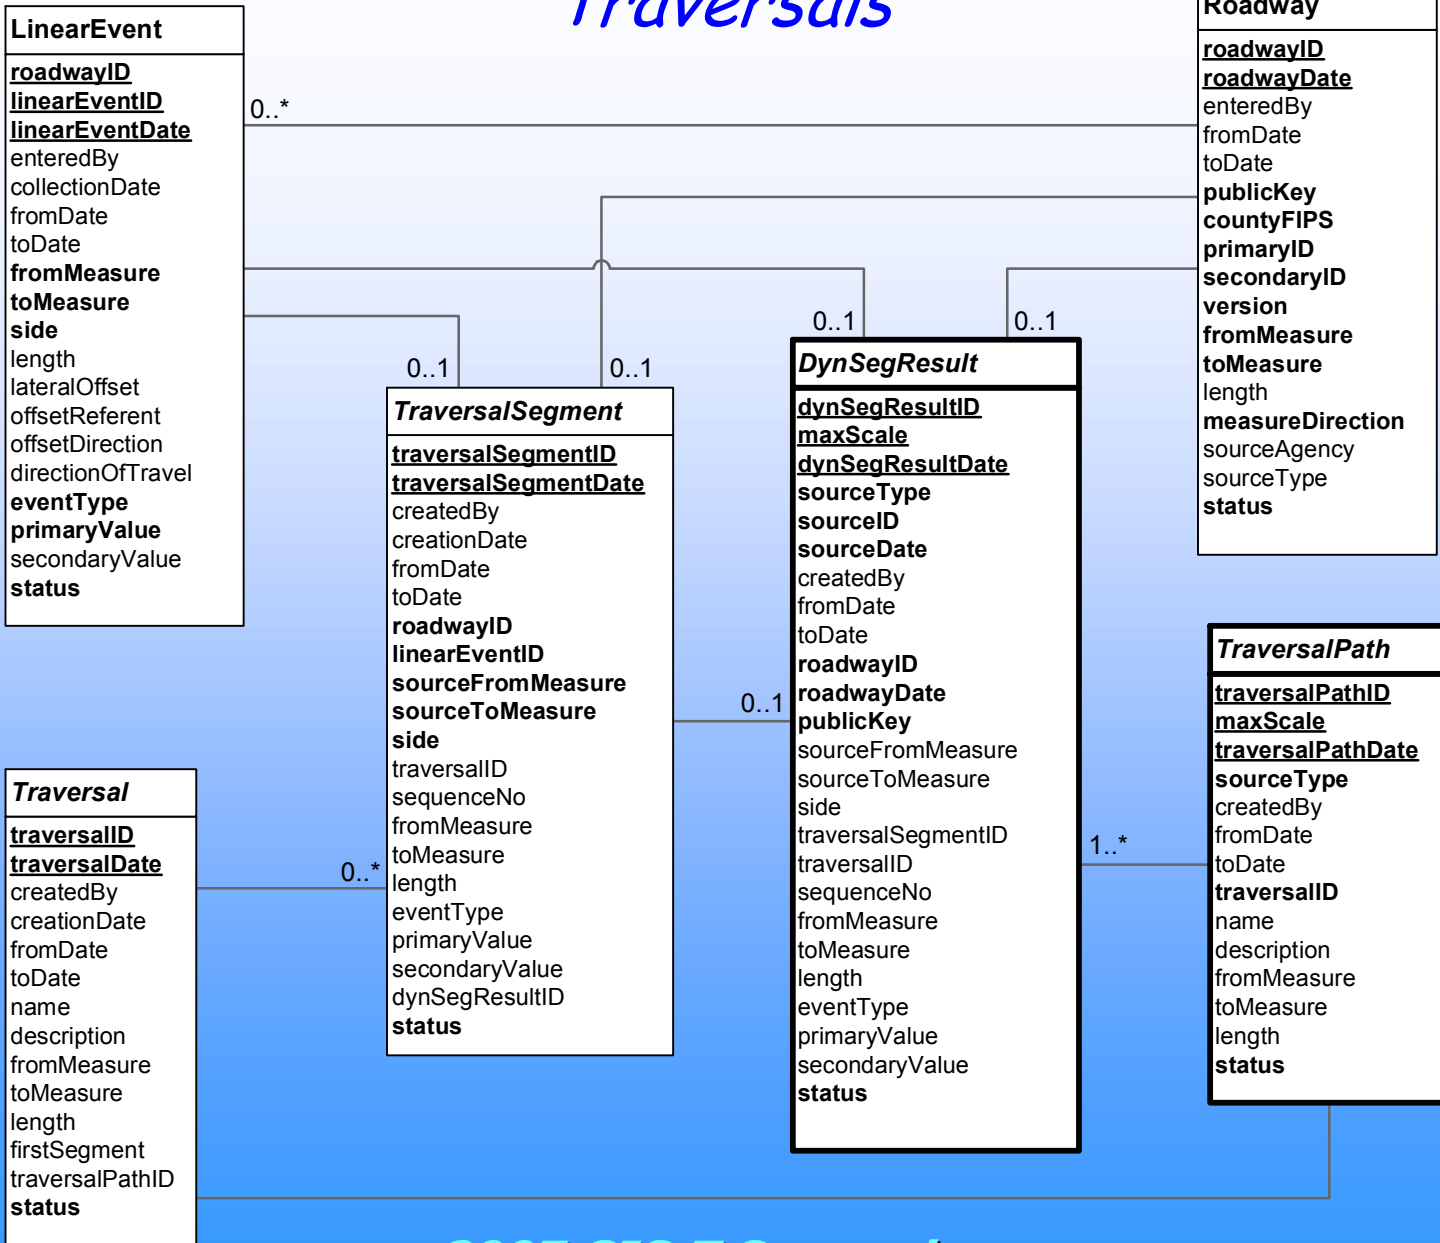 Traversals
LinearEvent
roadwayID
linearEventID
linearEventDate
enteredBy
collectionDate
fromDate
toDate
fromMeasure
toMeasure
side
length
lateralOffset
offsetReferent
offsetDirection
directionOfTravel
eventType
primaryValue
secondaryValue
status
0..*
Roadway
roadwayID
roadwayDate
enteredBy
fromDate
toDate
publicKey
countyFIPS
primaryID
secondaryID
version
fromMeasure
toMeasure
length
measureDirection
sourceAgency
sourceType
status
0..1
0..1
TraversalSegment
traversalSegmentID
traversalSegmentDate
createdBy
creationDate
fromDate
toDate
roadwayID
linearEventID
sourceFromMeasure
sourceToMeasure
side
traversalID
sequenceNo
fromMeasure
toMeasure
length
eventType
primaryValue
secondaryValue
dynSegResultID
status
0..1
0..1
DynSegResult
dynSegResultID
maxScale
dynSegResultDate
sourceType
sourceID
sourceDate
createdBy
fromDate
toDate
roadwayID
roadwayDate
publicKey
sourceFromMeasure
sourceToMeasure
side
traversalSegmentID
traversalID
sequenceNo
fromMeasure
toMeasure
length
eventType
primaryValue
secondaryValue
status
0..1
1..*
TraversalPath
traversalPathID
maxScale
traversalPathDate
sourceType
createdBy
fromDate
toDate
traversalID
name
description
fromMeasure
toMeasure
length
status
Traversal
traversalID
traversalDate
createdBy
creationDate
fromDate
toDate
name
description
fromMeasure
toMeasure
length
firstSegment
traversalPathID
status
0..*